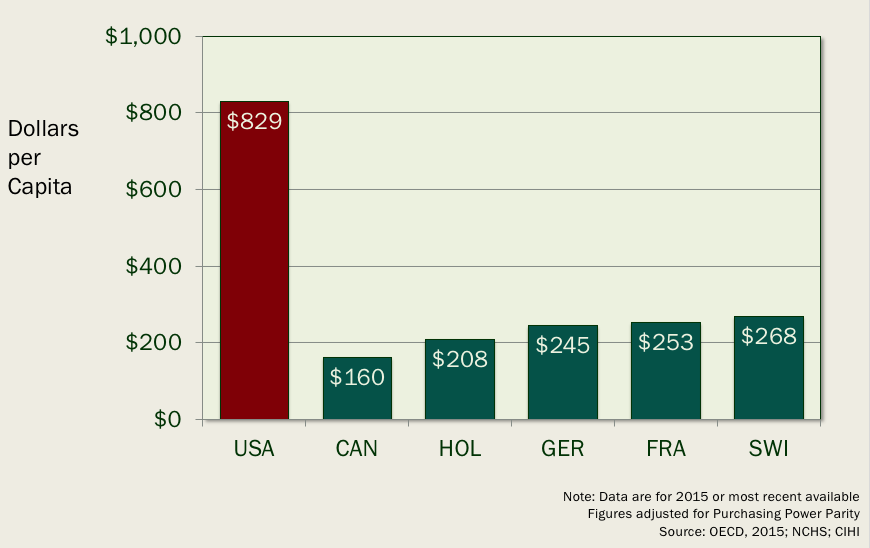 $1,000
$800
$600
$400
$200
$0
Dollars
per
Capita
$829
$160
$208
$245
$253
$268
USA
CAN
HOL
GER
FRA
SWI
Note: Data are for 2015 or most recent available
Figures adjusted for Purchasing Power Parity
Source: OECD, 2015; NCHS; CIHI